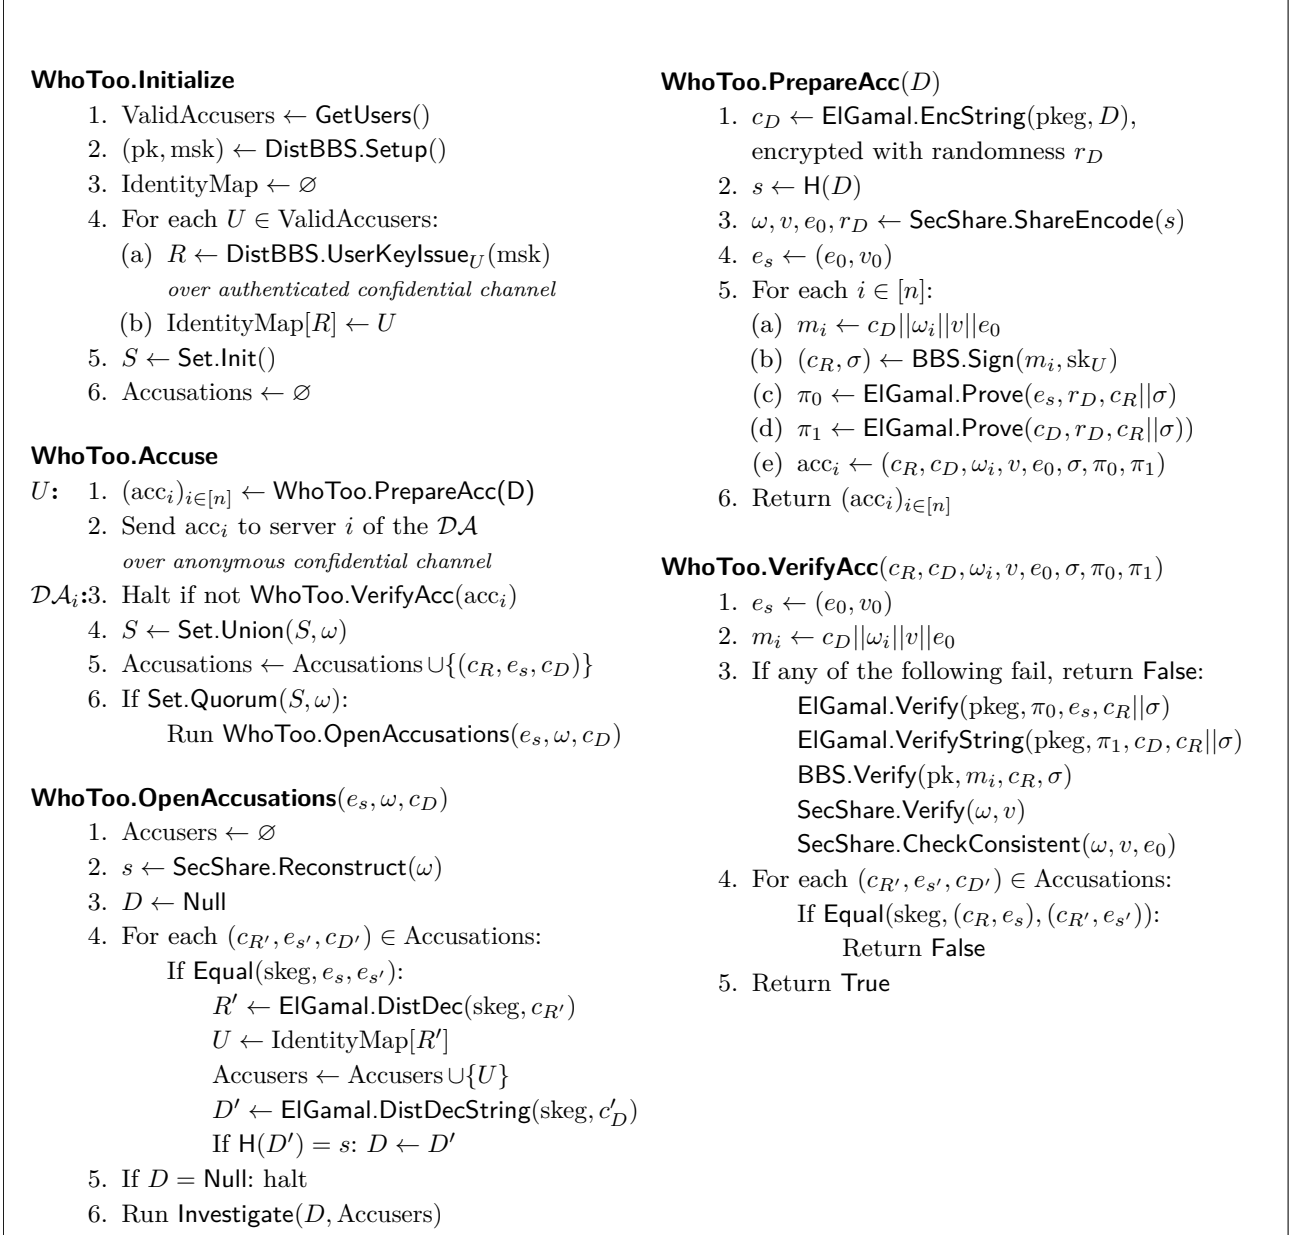 WhoToo.Initialize
1. ValidAccusers ← GetUsers()
2. (pk, msk) ← DistBBS.Setup()
3. IdentityMap ← ∅
4. For each U ∈ ValidAccusers:
(a) R ← DistBBS.UserKeyIssue_U(msk)
over authenticated confidential channel
(b) IdentityMap[R] ← U
5. S ← Set.Init()
6. Accusations ← ∅
WhoToo.Accuse
U: 1. (acc_i)_{i∈[n]} ← WhoToo.PrepareAcc(D)
2. Send acc_i to server i of the 𝒟𝒜
over anonymous confidential channel
𝒟𝒜_i:3. Halt if not WhoToo.VerifyAcc(acc_i)
4. S ← Set.Union(S, ω)
5. Accusations ← Accusations ∪{(c_R, e_s, c_D)}
6. If Set.Quorum(S, ω):
Run WhoToo.OpenAccusations(e_s, ω, c_D)
WhoToo.OpenAccusations(e_s, ω, c_D)
1. Accusers ← ∅
2. s ← SecShare.Reconstruct(ω)
3. D ← Null
4. For each (c_{R′}, e_{s′}, c_{D′}) ∈ Accusations:
If Equal(skeg, e_s, e_{s′}):
R′ ← ElGamal.DistDec(skeg, c_{R′})
U ← IdentityMap[R′]
Accusers ← Accusers ∪{U}
D′ ← ElGamal.DistDecString(skeg, c′_D)
If H(D′) = s: D ← D′
5. If D = Null: halt
6. Run Investigate(D, Accusers)
WhoToo.PrepareAcc(D)
1. c_D ← ElGamal.EncString(pkeg, D),
encrypted with randomness r_D
2. s ← H(D)
3. ω, v, e_0, r_D ← SecShare.ShareEncode(s)
4. e_s ← (e_0, v_0)
5. For each i ∈ [n]:
(a) m_i ← c_D||ω_i||v||e_0
(b) (c_R, σ) ← BBS.Sign(m_i, sk_U)
(c) π_0 ← ElGamal.Prove(e_s, r_D, c_R||σ)
(d) π_1 ← ElGamal.Prove(c_D, r_D, c_R||σ))
(e) acc_i ← (c_R, c_D, ω_i, v, e_0, σ, π_0, π_1)
6. Return (acc_i)_{i∈[n]}
WhoToo.VerifyAcc(c_R, c_D, ω_i, v, e_0, σ, π_0, π_1)
1. e_s ← (e_0, v_0)
2. m_i ← c_D||ω_i||v||e_0
3. If any of the following fail, return False:
ElGamal.Verify(pkeg, π_0, e_s, c_R||σ)
ElGamal.VerifyString(pkeg, π_1, c_D, c_R||σ)
BBS.Verify(pk, m_i, c_R, σ)
SecShare.Verify(ω, v)
SecShare.CheckConsistent(ω, v, e_0)
4. For each (c_{R′}, e_{s′}, c_{D′}) ∈ Accusations:
If Equal(skeg, (c_R, e_s), (c_{R′}, e_{s′})):
Return False
5. Return True